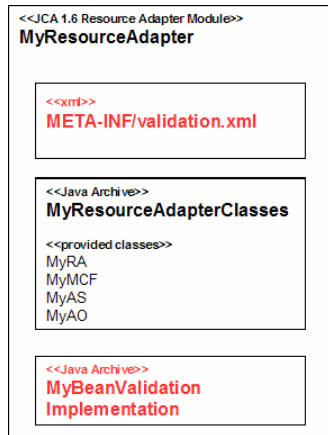 <<JCA 1.6 Resource Adapter Module>>
MyResourceAdapter
<<xml>>
META-INF/validation.xml
<<Java Archive>>
MyResourceAdapterClasses
<<provided classes>>
MyRA
MyMCF
MyAS
MyAO
<<Java Archive>>
MyBeanValidation
Implementation